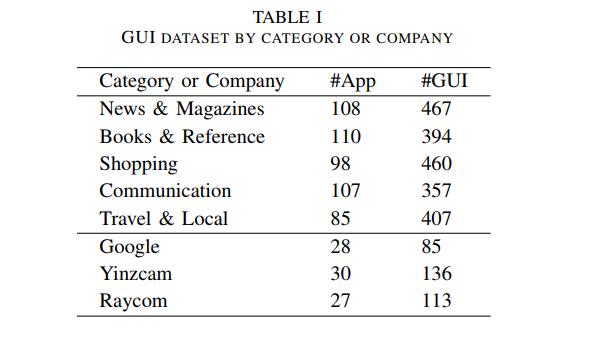 TABLE I
GUI DATASET BY CATEGORY OR COMPANY
Category or Company #App #GUI
News & Magazines 108 467
Books & Reference 110 394
Shopping 98 460
Communication 107 357
Travel & Local 85 407
Google 28 85
Yinzcam 30 136
Raycom 27 113